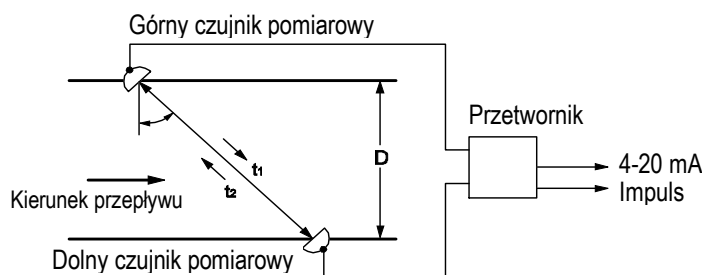 Górny czujnik pomiarowy
Przetwornik
D
t₁
t₂
4-20 mA
Impuls
Kierunek przepływu
Dolny czujnik pomiarowy